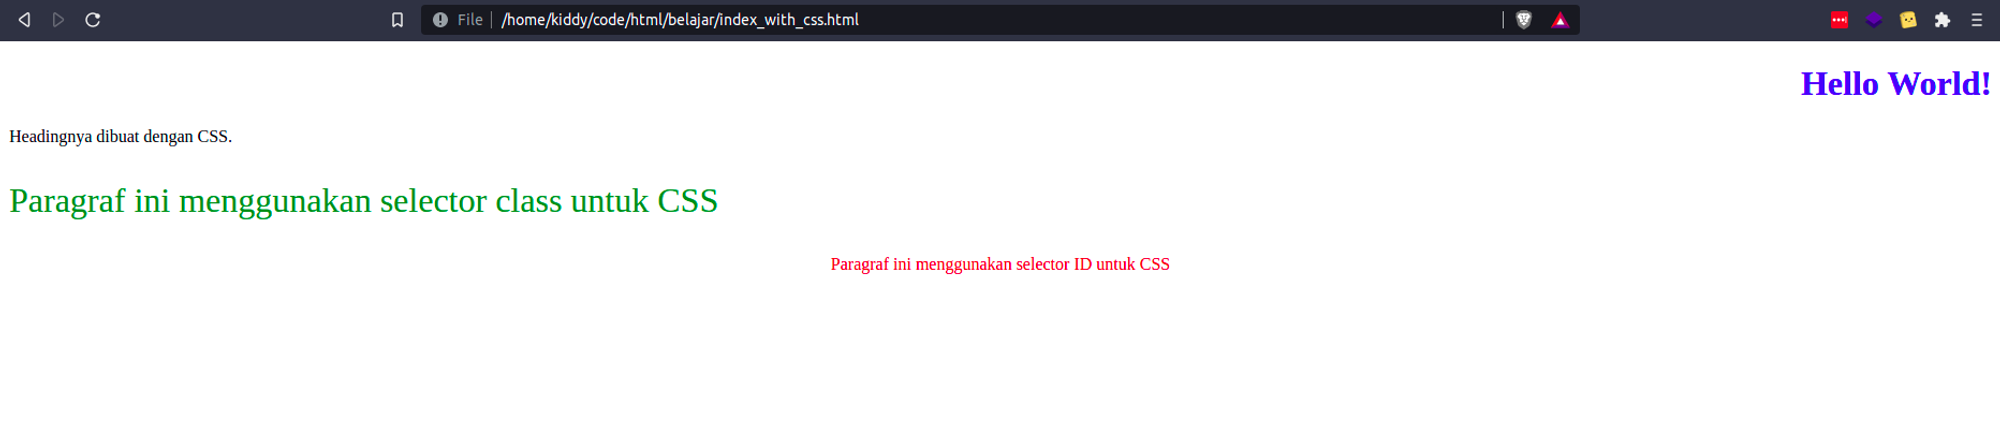 File /home/kiddy/code/html/belajar/index_with_css.html
Hello World!
Headingnya dibuat dengan CSS.
Paragraf ini menggunakan selector class untuk CSS
Paragraf ini menggunakan selector ID untuk CSS